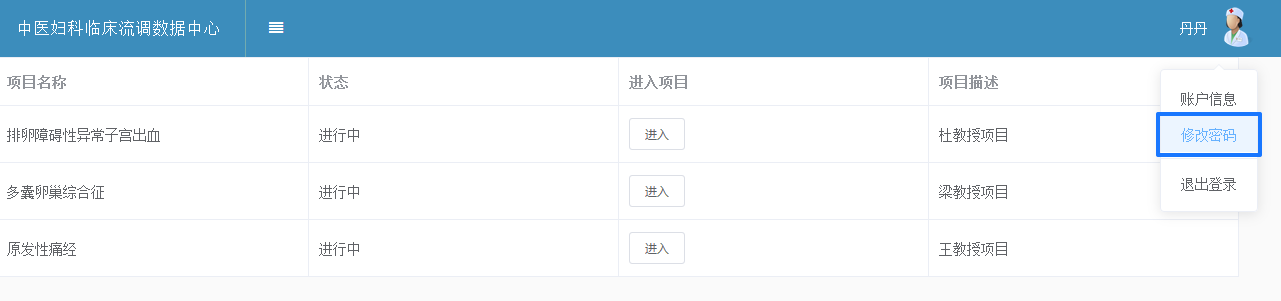 中医妇科临床流调数据中心
丹丹
项目名称 状态 进入项目 项目描述
账户信息
排卵障碍性异常子宫出血 进行中 进入 杜教授项目
修改密码
多囊卵巢综合征 进行中 进入 梁教授项目
退出登录
原发性痛经 进行中 进入 王教授项目